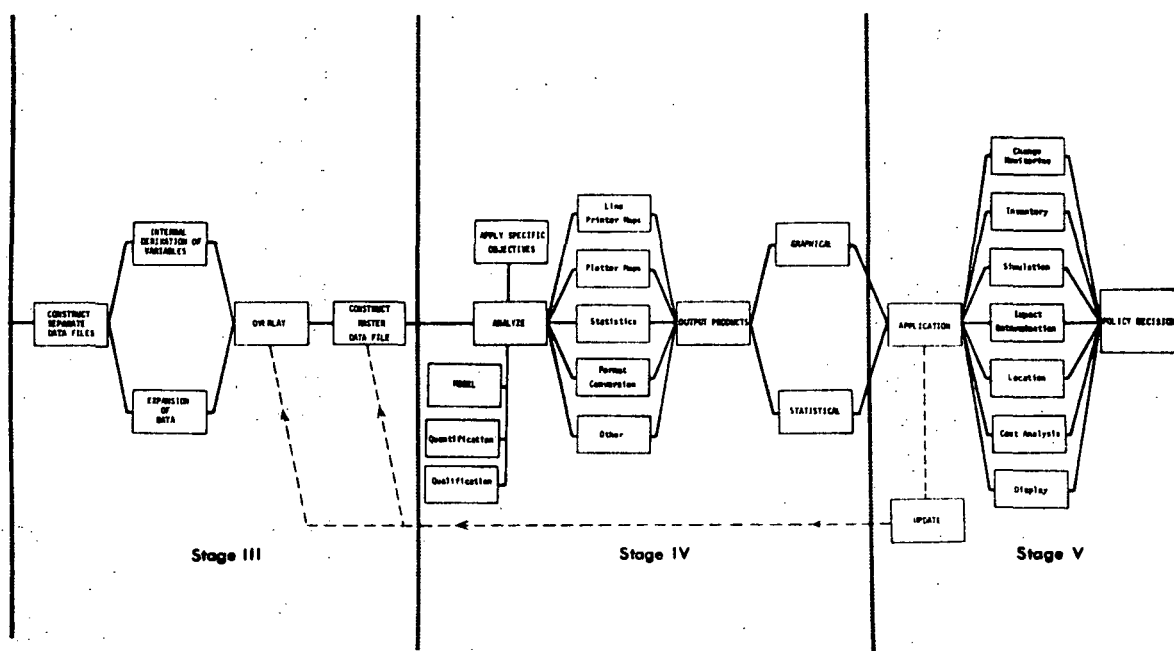 CONSTRUCT
SEPARATE
DATA FILES
INTERNAL
DERIVATION OF
VARIABLES
EXPANSION
OF
DATA
OVERLAY
CONSTRUCT
MASTER
DATA FILE
Stage III
APPLY SPECIFIC
OBJECTIVES
ANALYZE
MODEL
Quantification
Qualification
Line
Printer Maps
Plotter Maps
Statistics
Format
Conversion
Other
OUTPUT PRODUCTS
GRAPHICAL
STATISTICAL
Stage IV
APPLICATION
UPDATE
Change
Monitoring
Inventory
Simulation
Impact
Determination
Location
Cost Analysis
Display
POLICY DECISION
Stage V